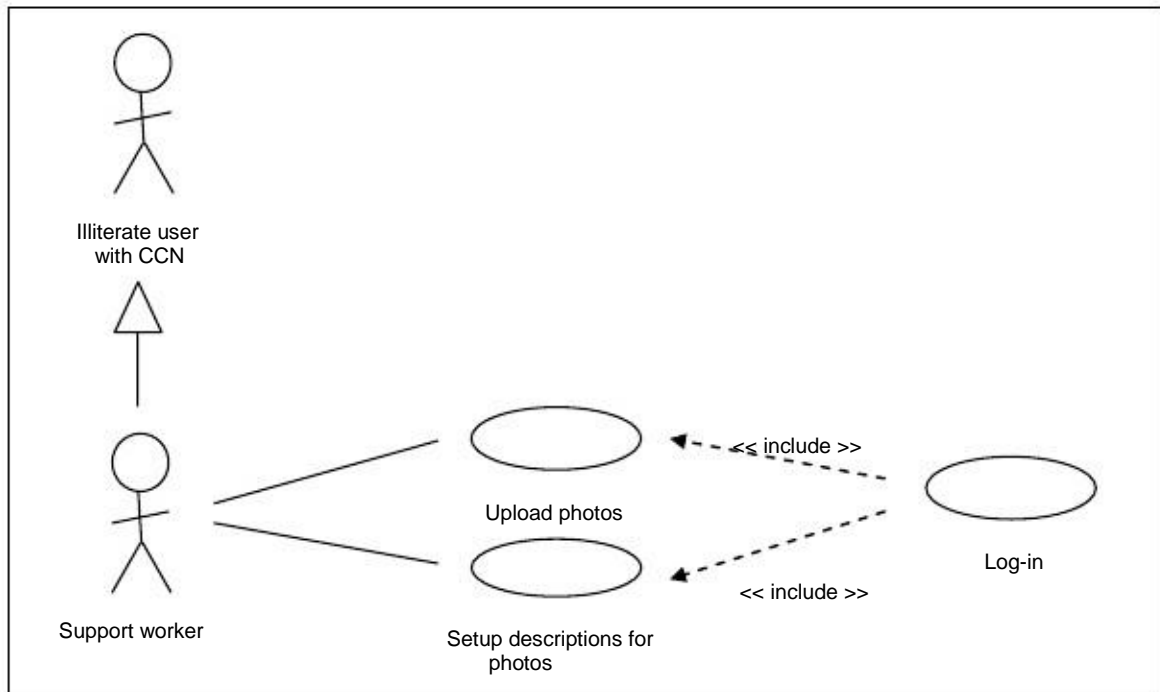 Illiterate user
with CCN
<< include >>
Upload photos
Log-in
<< include >>
Support worker
Setup descriptions for
photos